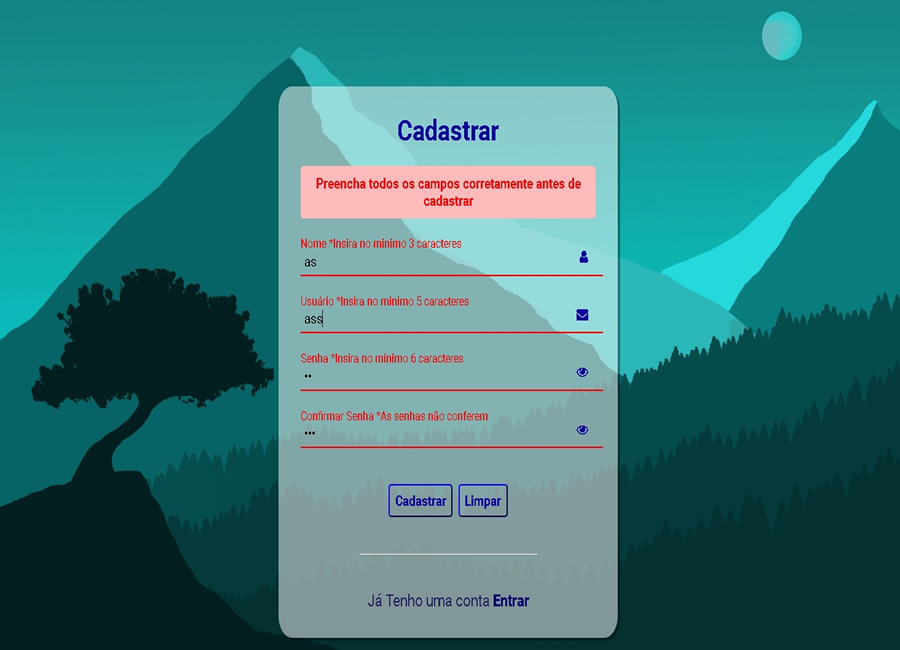 Cadastrar
Preencha todos os campos corretamente antes de
cadastrar
Nome *Insira no minimo 3 caracteres
as
Usuário *Insira no minimo 5 caracteres
ass
Senha *Insira no minimo 6 caracteres
••
Confirmar Senha *As senhas não conferem
•••
Cadastrar Limpar
Já Tenho uma conta Entrar